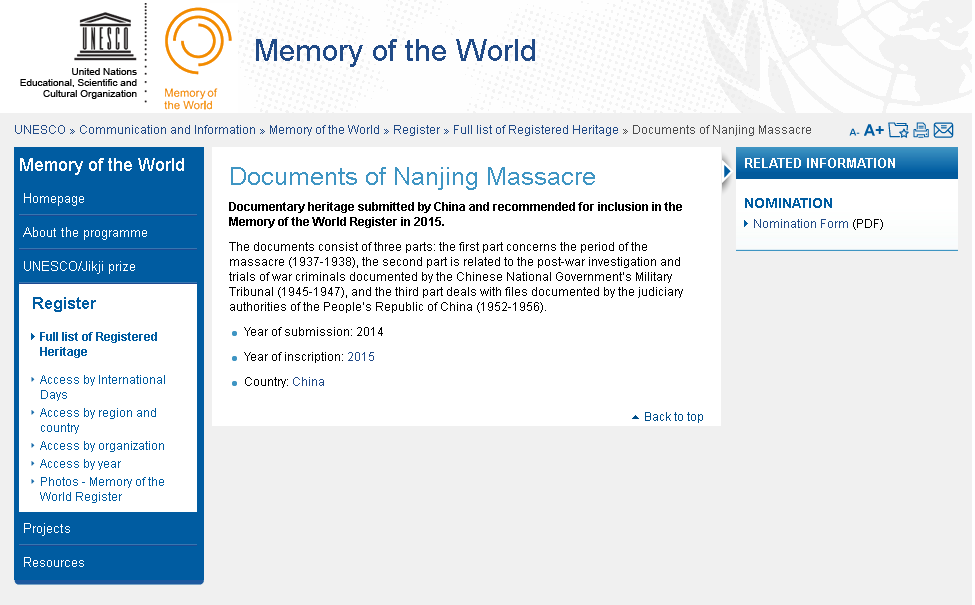 UNESCO
United Nations
Educational, Scientific and
Cultural Organization
Memory of
the World
Memory of the World
UNESCO » Communication and Information » Memory of the World » Register » Full list of Registered Heritage » Documents of Nanjing Massacre
A- A+
Memory of the World
Homepage
About the programme
UNESCO/Jikji prize
Register
Full list of Registered
Heritage
Access by International
Days
Access by region and
country
Access by organization
Access by year
Photos - Memory of the
World Register
Projects
Resources
Documents of Nanjing Massacre
Documentary heritage submitted by China and recommended for inclusion in the
Memory of the World Register in 2015.
The documents consist of three parts: the first part concerns the period of the
massacre (1937-1938), the second part is related to the post-war investigation and
trials of war criminals documented by the Chinese National Government's Military
Tribunal (1945-1947), and the third part deals with files documented by the judiciary
authorities of the People's Republic of China (1952-1956).
Year of submission: 2014
Year of inscription: 2015
Country: China
Back to top
RELATED INFORMATION
NOMINATION
Nomination Form (PDF)